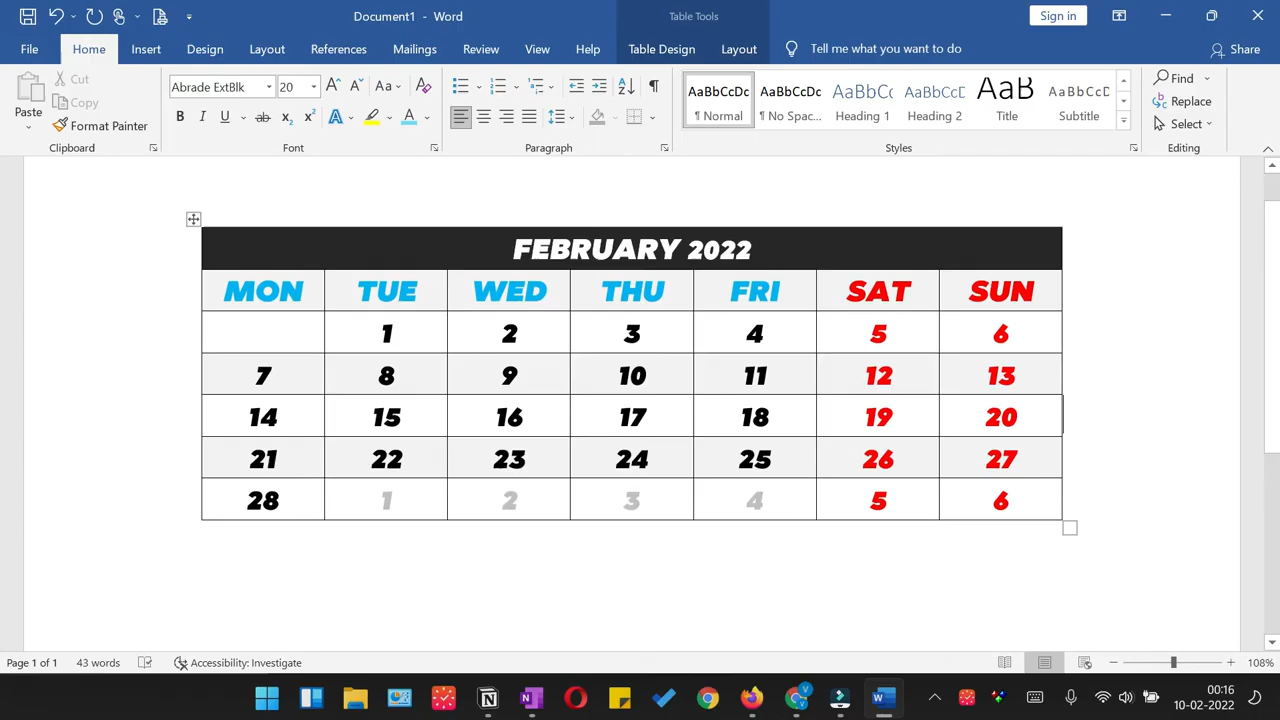 Document1 - Word
Table Tools
Sign in
File Home Insert Design Layout References Mailings Review View Help Table Design Layout Tell me what you want to do Share
Paste
Cut
Copy
Format Painter
Clipboard
Abrade ExtBlk 20
Font
Paragraph
AaBbCcDc AaBbCcDc AaBbCc AaBbCcD AaB AaBbCcD
¶ Normal ¶ No Spac... Heading 1 Heading 2 Title Subtitle
Styles
Find
Replace
Select
Editing
FEBRUARY 2022
MON TUE WED THU FRI SAT SUN
1 2 3 4 5 6
7 8 9 10 11 12 13
14 15 16 17 18 19 20
21 22 23 24 25 26 27
28 1 2 3 4 5 6
Page 1 of 1 43 words Accessibility: Investigate 108%
00:16
10-02-2022